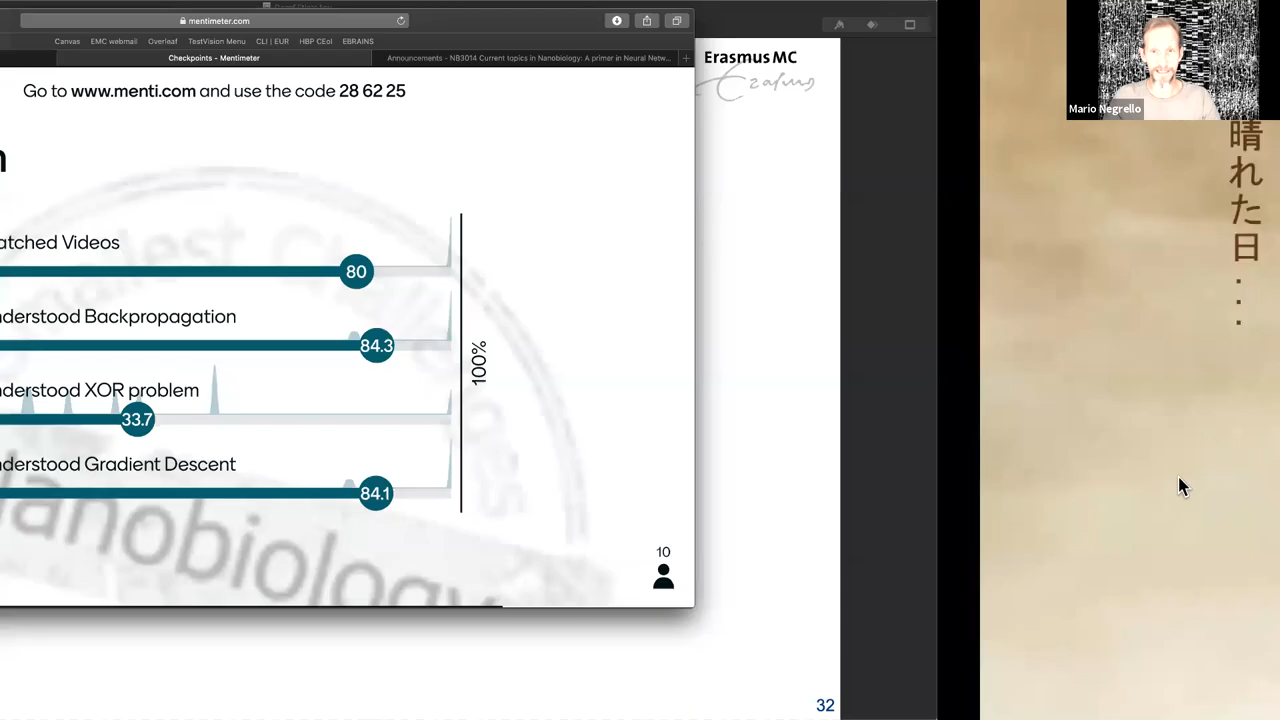 mentimeter.com
Canvas EMC webmail Overleaf TestVision Menu CLI | EUR HBP CEoI EBRAINS
Checkpoints - Mentimeter
Announcements - NB3014 Current topics in Nanobiology: A primer in Neural Netw...
Go to www.menti.com and use the code 28 62 25
n
atched Videos
80
nderstood Backpropagation
84.3
nderstood XOR problem
33.7
nderstood Gradient Descent
84.1
100%
10
Nanobiology
Erasmus MC
Erasmus
32
Mario Negrello
晴れた日...